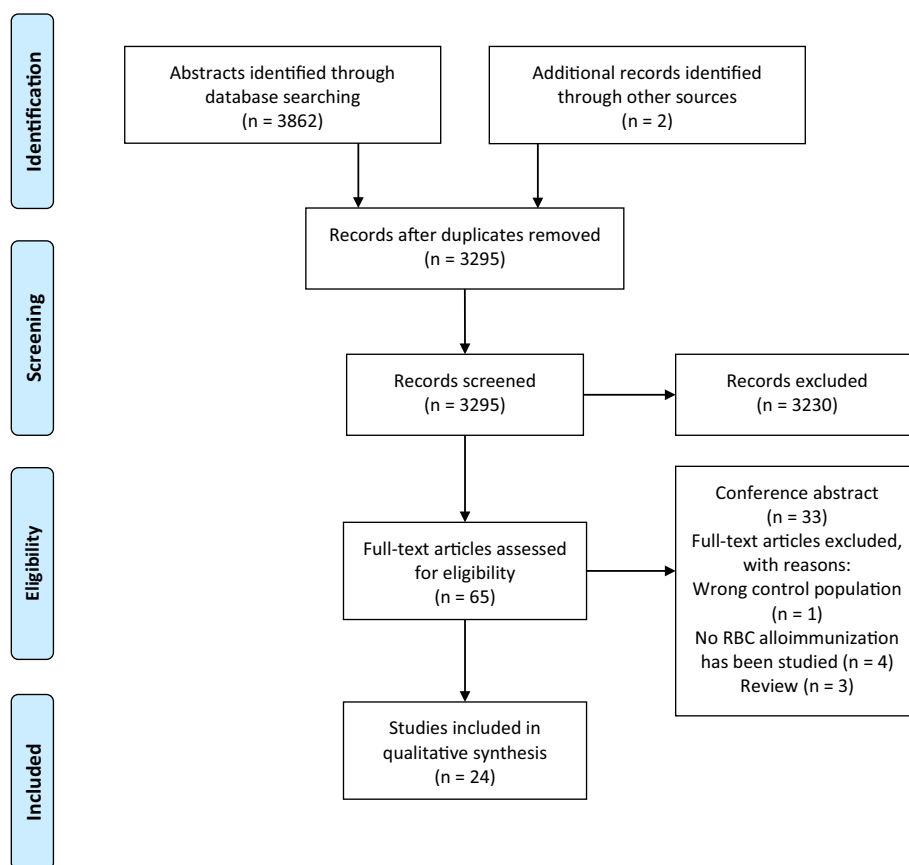 Identification
Abstracts identified through
database searching
(n = 3862)
Additional records identified
through other sources
(n = 2)
Records after duplicates removed
(n = 3295)
Screening
Records screened
(n = 3295)
Records excluded
(n = 3230)
Eligibility
Full-text articles assessed
for eligibility
(n = 65)
Conference abstract
(n = 33)
Full-text articles excluded,
with reasons:
Wrong control population
(n = 1)
No RBC alloimmunization
has been studied (n = 4)
Review (n = 3)
Included
Studies included in
qualitative synthesis
(n = 24)